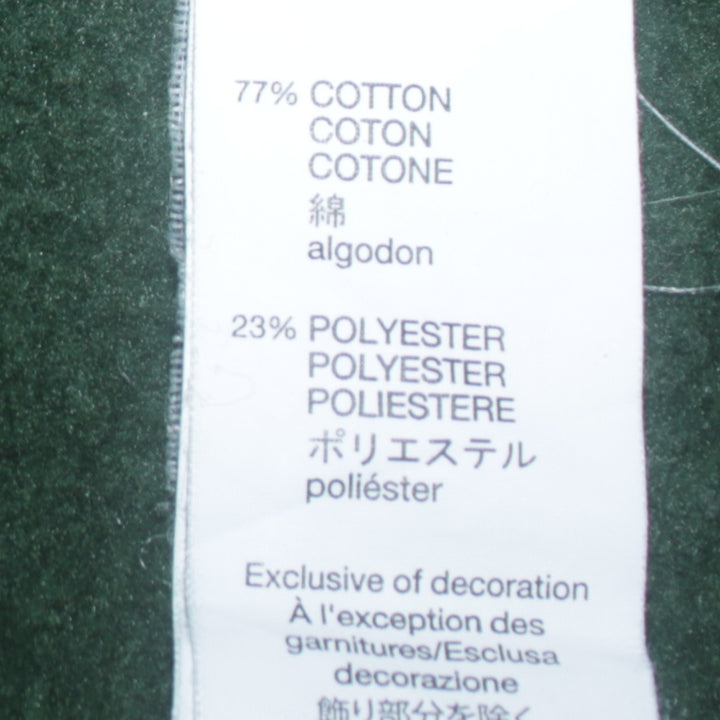 77% COTTON
COTON
COTONE
綿
algodon
23% POLYESTER
POLYESTER
POLIESTERE
ポリエステル
poliéster
Exclusive of decoration
À l'exception des
garnitures/Esclusa
decorazione
飾り部分を除く